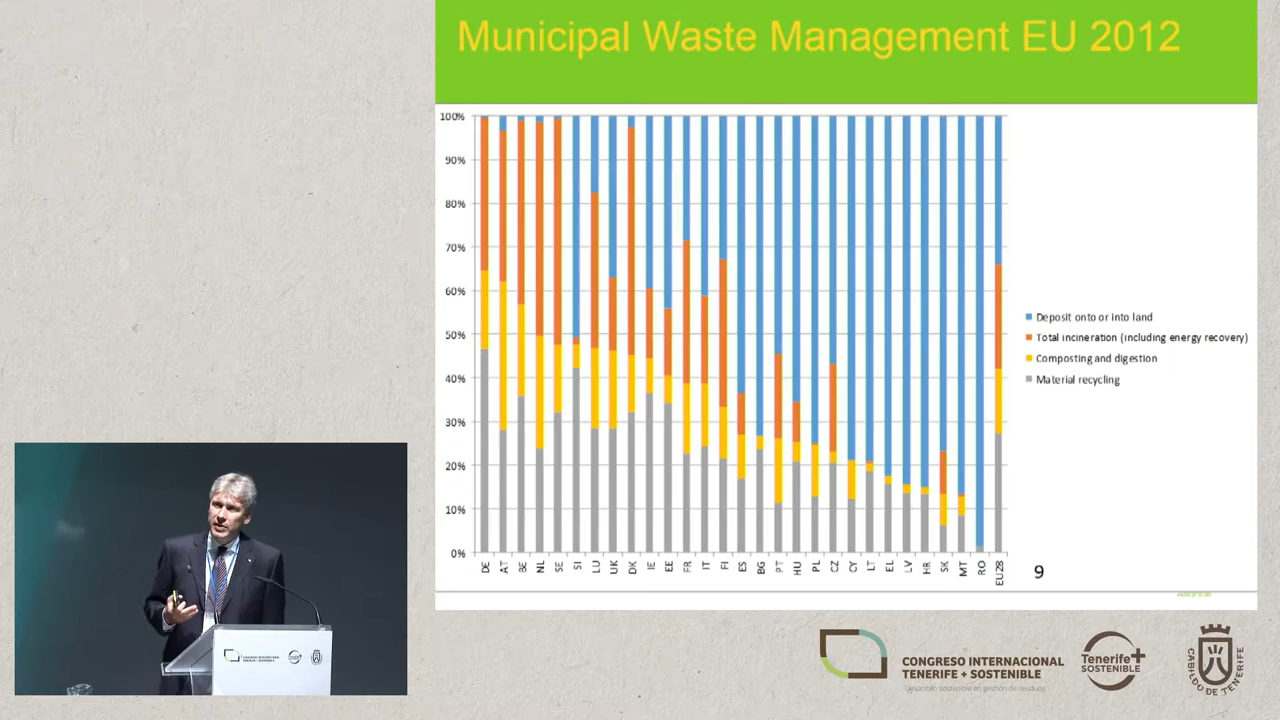 Municipal Waste Management EU 2012
100%
90%
80%
70%
60%
50%
40%
30%
20%
10%
0%
DE AT BE NL SE SI LU UK DK IE EE FR IT FI ES BG PT HU PL CZ CY LT EL LV HR SK MT RO EU28
Deposit onto or into land
Total incineration (including energy recovery)
Composting and digestion
Material recycling
9
CONGRESO INTERNACIONAL
TENERIFE + SOSTENIBLE
Desarrollo sostenible en gestión de residuos
Tenerife+
SOSTENIBLE
CABILDO DE TENERIFE
CONGRESO INTERNACIONAL
TENERIFE + SOSTENIBLE